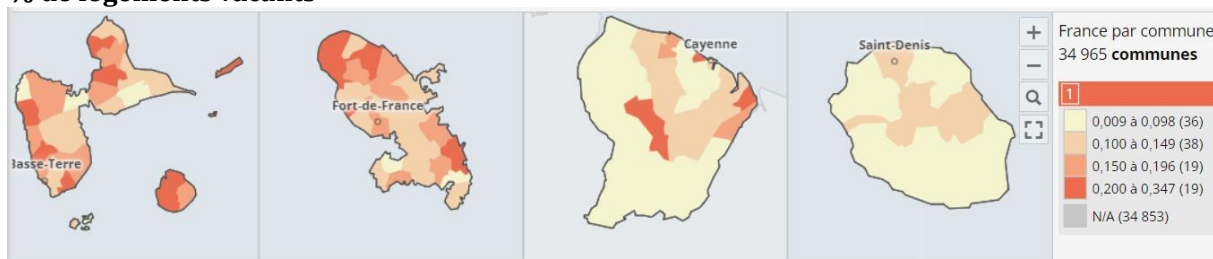 % de logements vacants
Basse-Terre
Fort-de-France
Cayenne
Saint-Denis
+
−
France par commune
34 965 communes
1
0,009 à 0,098 (36)
0,100 à 0,149 (38)
0,150 à 0,196 (19)
0,200 à 0,347 (19)
N/A (34 853)